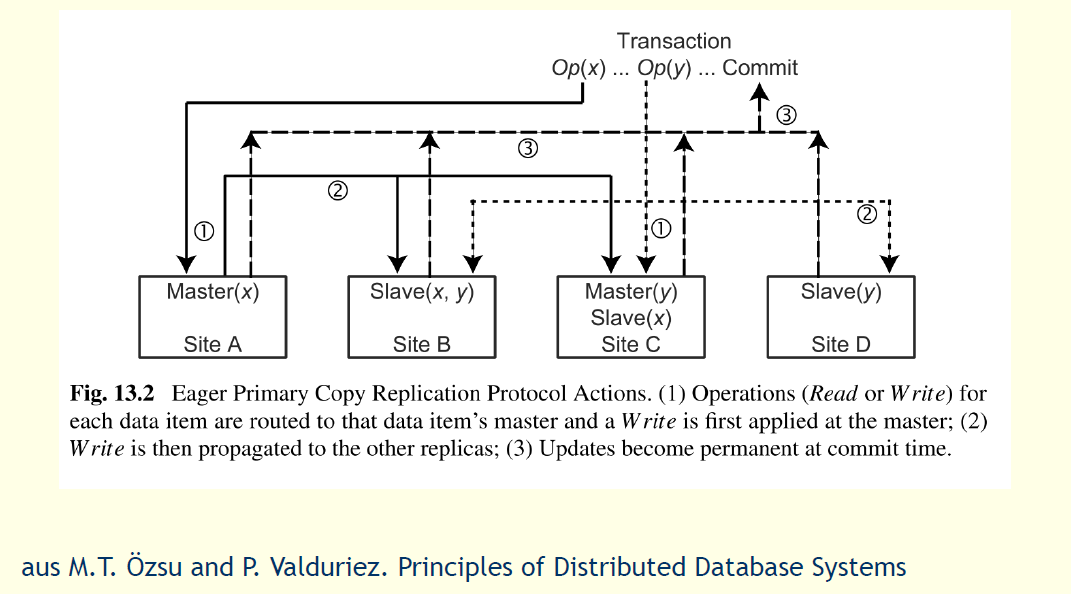 Transaction
Op(x) ... Op(y) ... Commit
③
③
②
②
①
①
Master(x)
Slave(x, y)
Master(y)
Slave(y)
Slave(x)
Site A
Site B
Site C
Site D
Fig. 13.2 Eager Primary Copy Replication Protocol Actions. (1) Operations (Read or Write) for
each data item are routed to that data item’s master and a Write is first applied at the master; (2)
Write is then propagated to the other replicas; (3) Updates become permanent at commit time.
aus M.T. Özsu and P. Valduriez. Principles of Distributed Database Systems